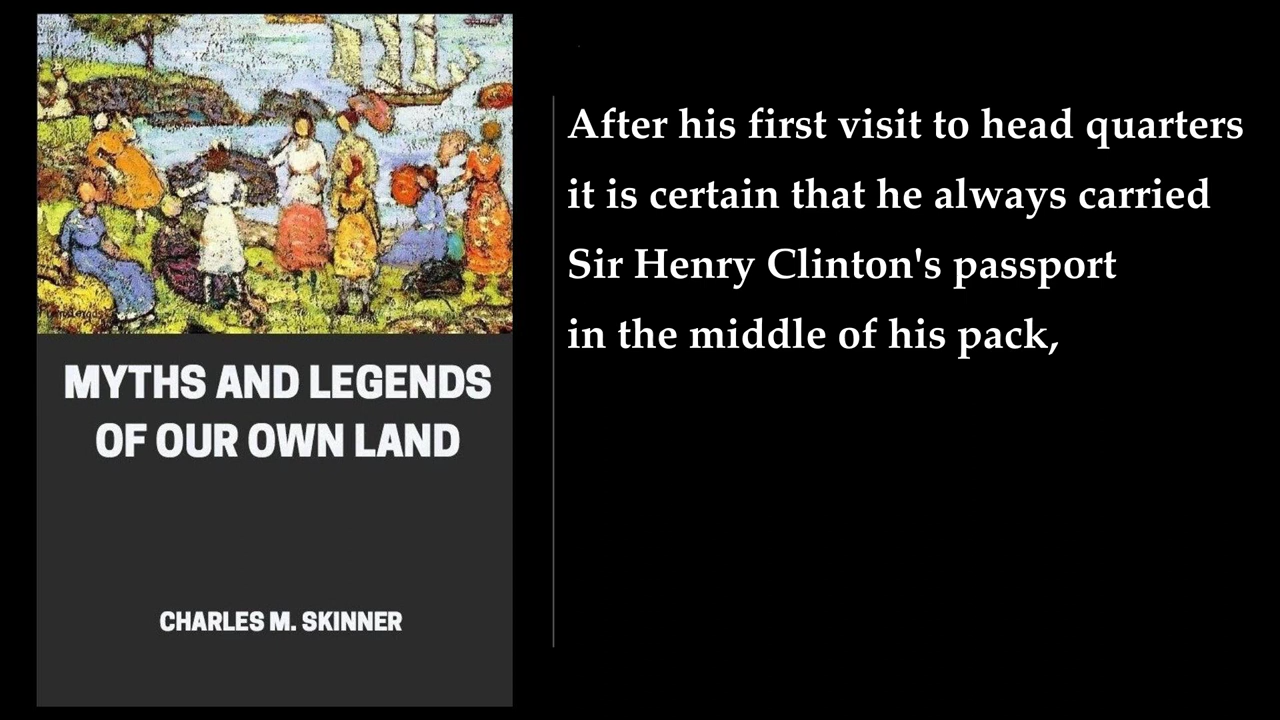 MYTHS AND LEGENDS
OF OUR OWN LAND
CHARLES M. SKINNER
After his first visit to head quarters
it is certain that he always carried
Sir Henry Clinton's passport
in the middle of his pack,